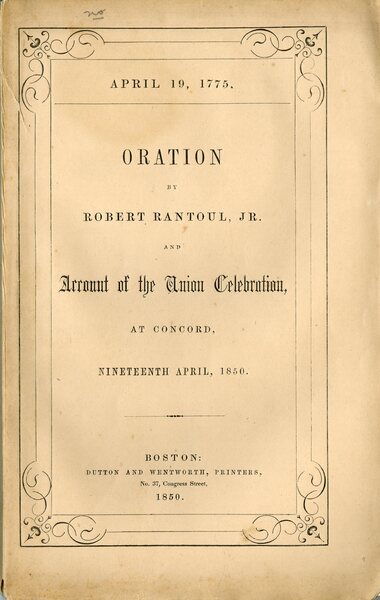 APRIL 19, 1775.
ORATION
BY
ROBERT RANTOUL, JR.
AND
Account of the Union Celebration,
AT CONCORD,
NINETEENTH APRIL, 1850.
BOSTON:
DUTTON AND WENTWORTH, PRINTERS,
No. 37, Congress Street.
1850.